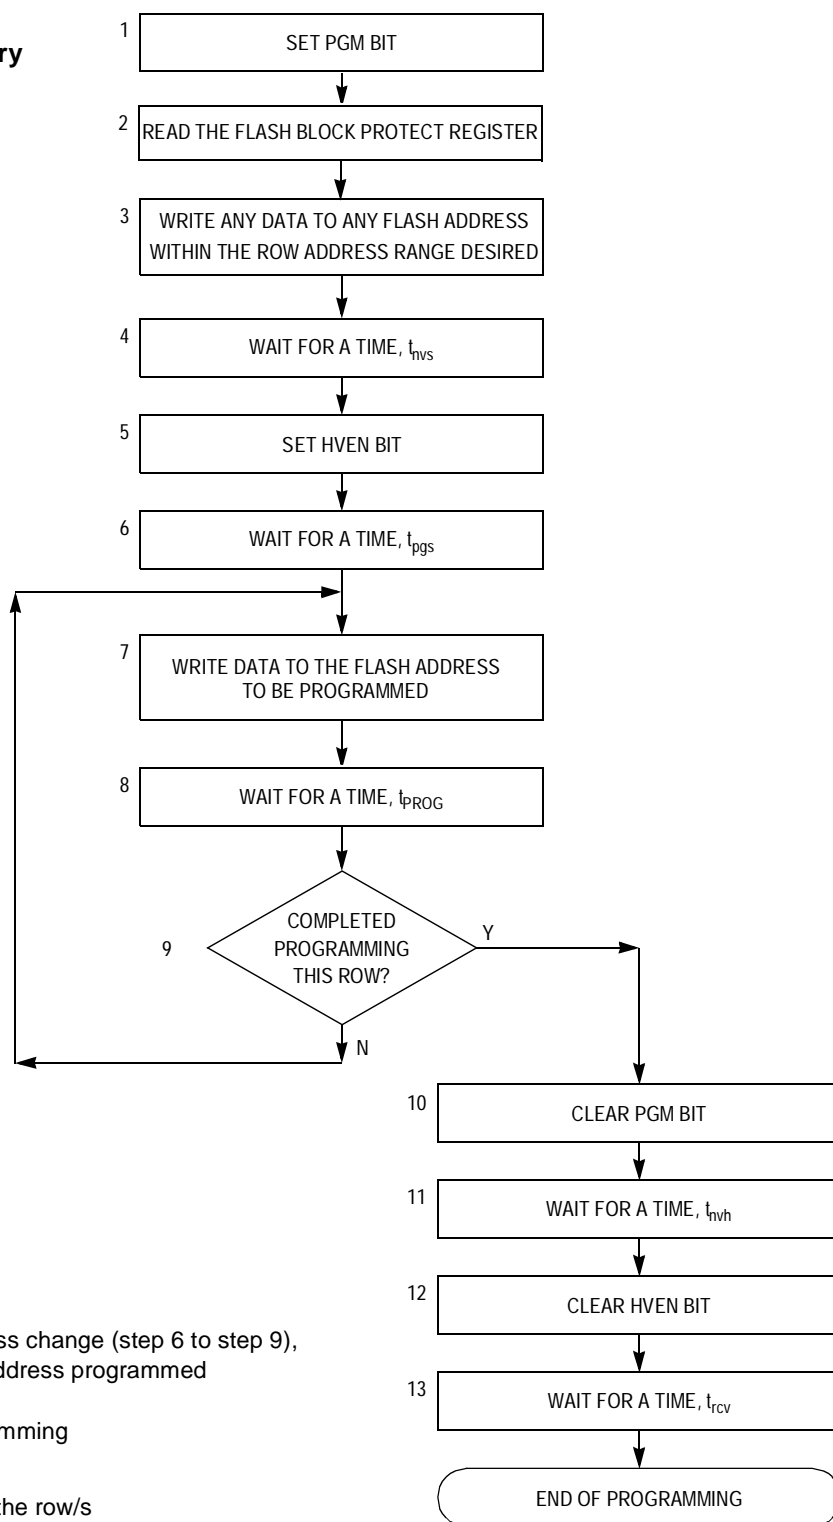 1
SET PGM BIT
ry
2
READ THE FLASH BLOCK PROTECT REGISTER
3
WRITE ANY DATA TO ANY FLASH ADDRESS
WITHIN THE ROW ADDRESS RANGE DESIRED
4
WAIT FOR A TIME, tnvs
5
SET HVEN BIT
6
WAIT FOR A TIME, tpgs
7
WRITE DATA TO THE FLASH ADDRESS
TO BE PROGRAMMED
8
WAIT FOR A TIME, tPROG
9
COMPLETED
PROGRAMMING
THIS ROW?
Y
N
10
CLEAR PGM BIT
11
WAIT FOR A TIME, tnvh
12
CLEAR HVEN BIT
13
WAIT FOR A TIME, trcv
END OF PROGRAMMING
ss change (step 6 to step 9),
ddress programmed
mming
the row/s